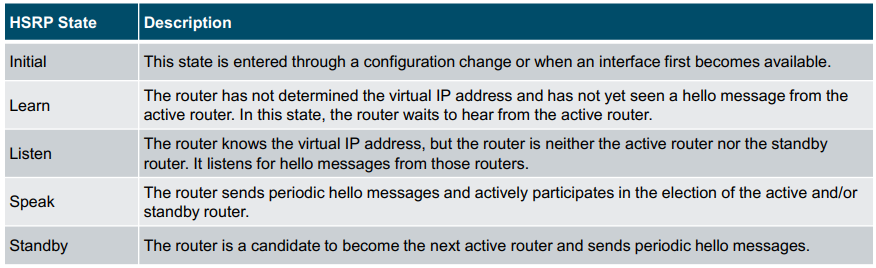 HSRP State Description
Initial This state is entered through a configuration change or when an interface first becomes available.
Learn The router has not determined the virtual IP address and has not yet seen a hello message from the
active router. In this state, the router waits to hear from the active router.
Listen The router knows the virtual IP address, but the router is neither the active router nor the standby
router. It listens for hello messages from those routers.
Speak The router sends periodic hello messages and actively participates in the election of the active and/or
standby router.
Standby The router is a candidate to become the next active router and sends periodic hello messages.